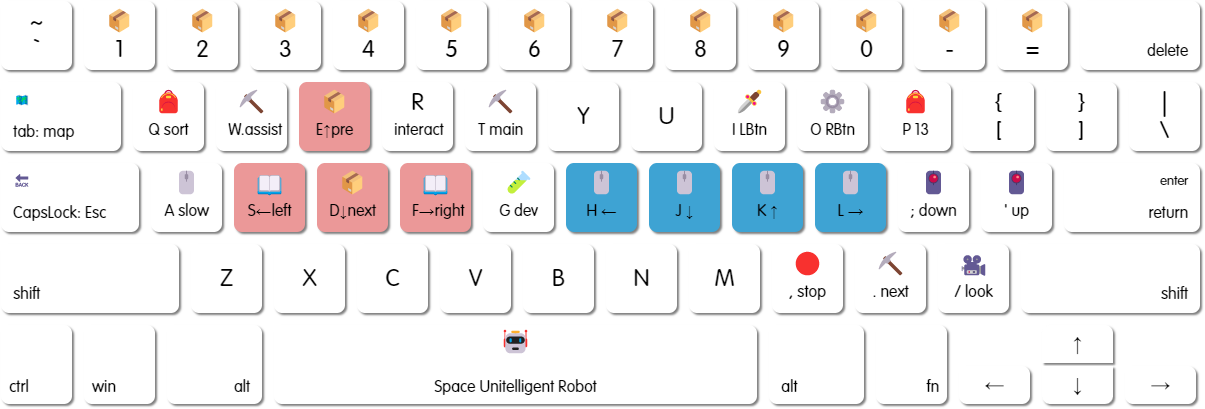 ~
`
1
2
3
4
5
6
7
8
9
0
-
=
delete
tab: map
Q sort
W.assist
E↑pre
R
interact
T main
Y
U
I LBtn
O RBtn
P 13
{
[
}
]
|
\
BACK
CapsLock: Esc
A slow
S←left
D↓next
F→right
G dev
H ←
J ↓
K ↑
L →
; down
' up
enter
return
shift
Z
X
C
V
B
N
M
, stop
. next
/ look
shift
ctrl
win
alt
Space Unitelligent Robot
alt
fn
←
↑
↓
→